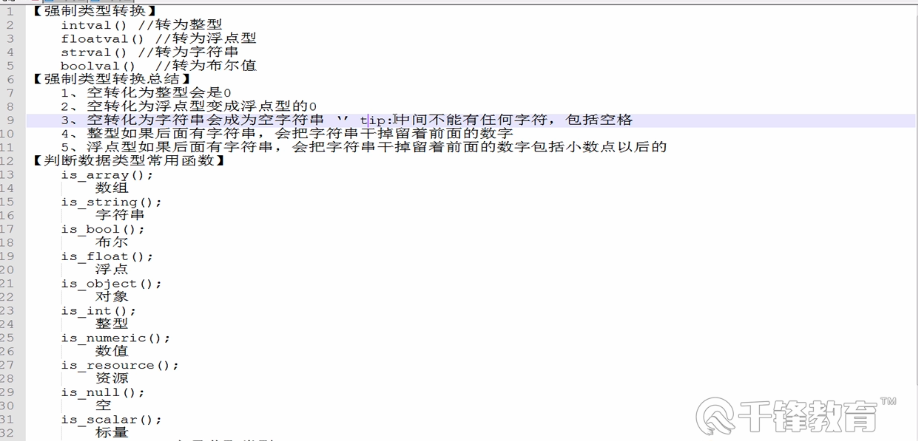 1 【强制类型转换】
2 intval() //转为整型
3 floatval() //转为浮点型
4 strval() //转为字符串
5 boolval() //转为布尔值
6 【强制类型转换总结】
7 1、空转化为整型会是0
8 2、空转化为浮点型变成浮点型的0
9 3、空转化为字符串会成为空字符串 '' tip:中间不能有任何字符,包括空格
10 4、整型如果后面有字符串,会把字符串干掉留着前面的数字
11 5、浮点型如果后面有字符串,会把字符串干掉留着前面的数字包括小数点以后的
12 【判断数据类型常用函数】
13 is_array();
14 数组
15 is_string();
16 字符串
17 is_bool();
18 布尔
19 is_float();
20 浮点
21 is_object();
22 对象
23 is_int();
24 整型
25 is_numeric();
26 数值
27 is_resource();
28 资源
29 is_null();
30 空
31 is_scalar();
32 标量
千锋教育™